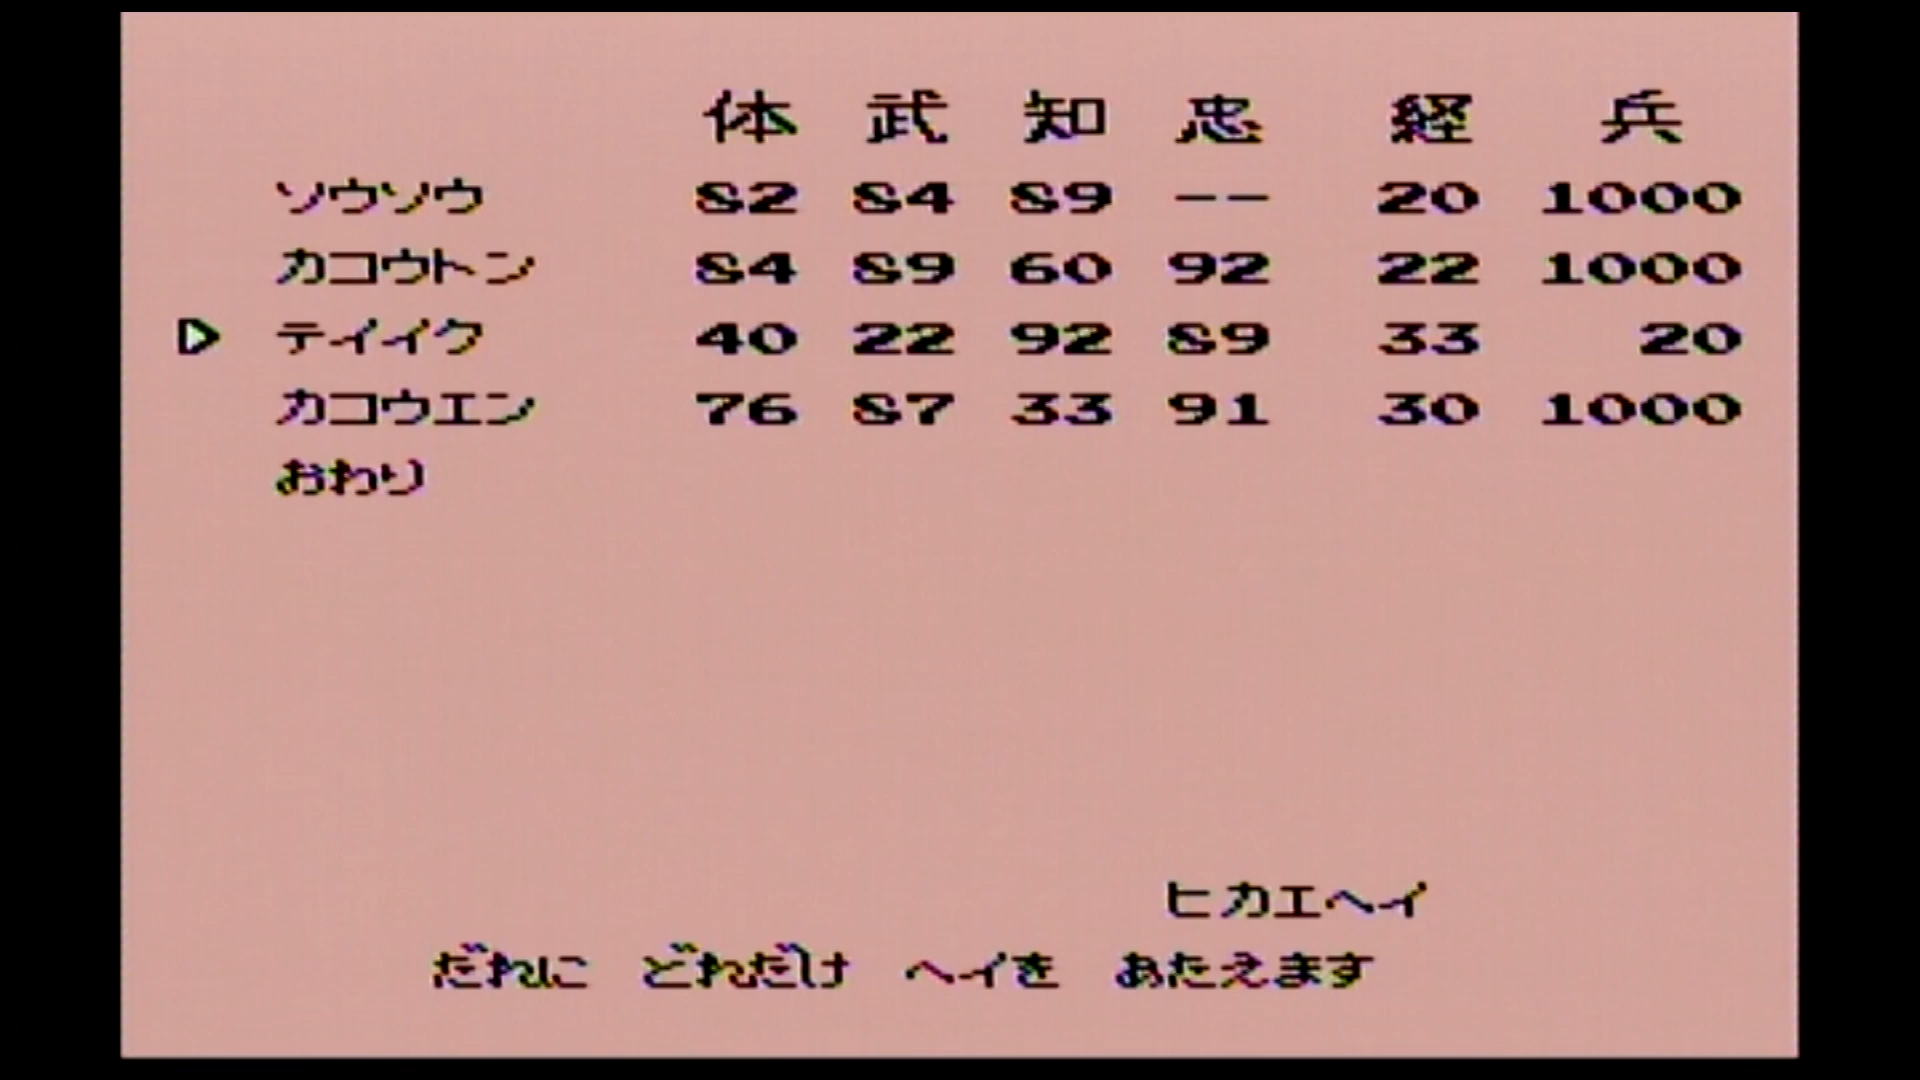 体 武 知 忠 経 兵
ソウソウ 82 84 89 -- 20 1000
カコウトン 84 89 60 92 22 1000
テイイク 40 22 92 89 33 20
カコウエン 76 87 33 91 30 1000
おわり
ヒカエヘイ
だれに どれだけ ヘイを あたえます